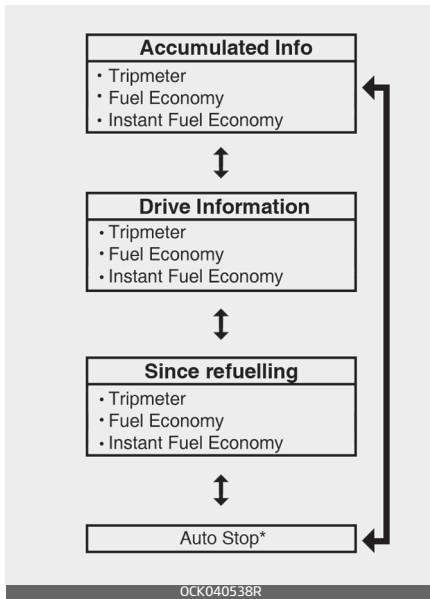 Accumulated Info
• Tripmeter
• Fuel Economy
• Instant Fuel Economy
Drive Information
• Tripmeter
• Fuel Economy
• Instant Fuel Economy
Since refuelling
• Tripmeter
• Fuel Economy
• Instant Fuel Economy
Auto Stop*
OCK040538R